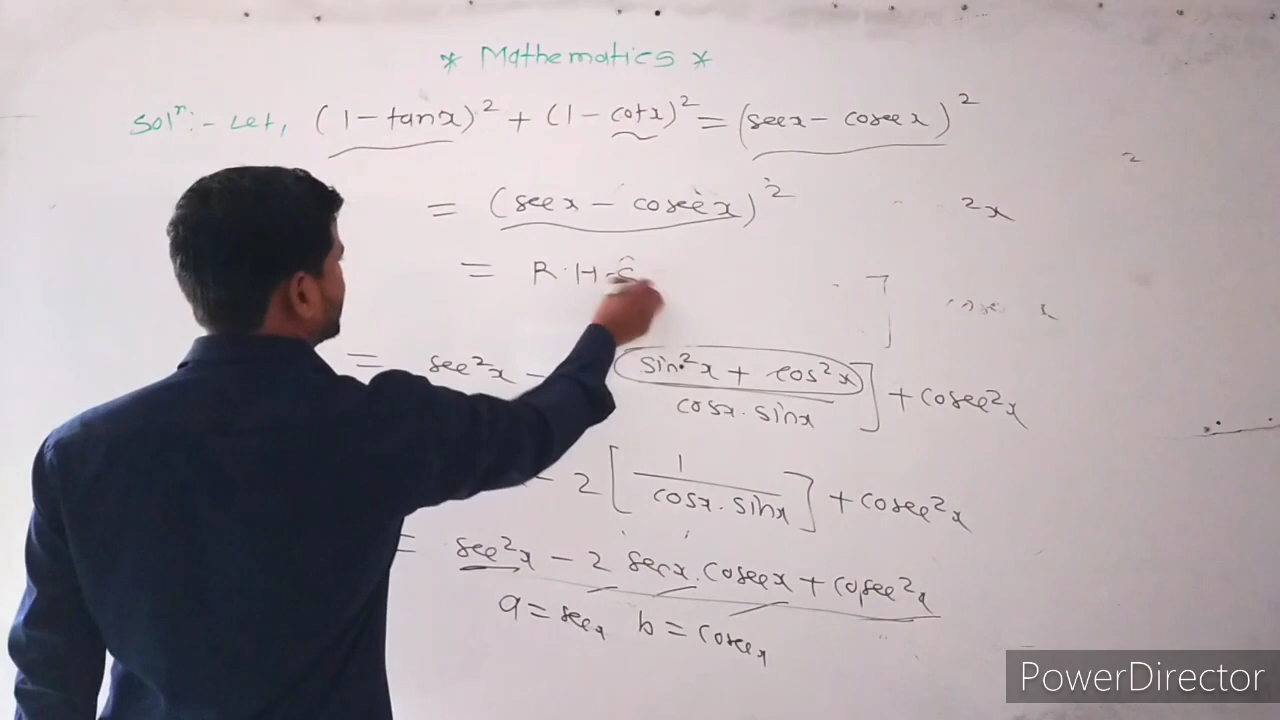 * Mathematics *
Solⁿ:- Let, (1 - tanx)² + (1 - cotx)² = (secx - cosecx)²
= (secx - cosecx)²
= R.H.S
= sec²x - sin²x + cos²x ] + cosec²x
cosx. sinx
- 2 [ 1 / cosx. sinx ] + cosec²x
= sec²x - 2 secx. cosecx + cosec²x
a = secx b = cosecx
PowerDirector